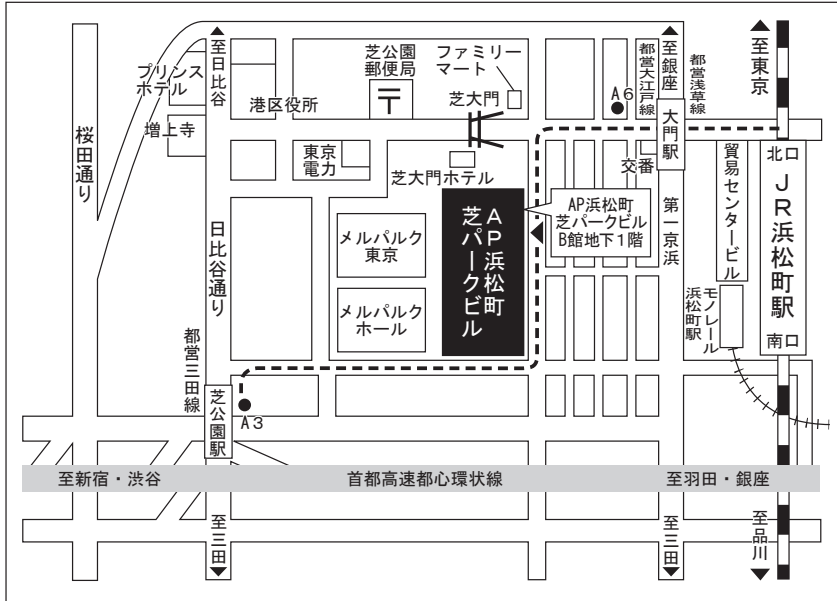 桜田通り
プリンス
ホテル
増上寺
至日比谷
港区役所
芝公園
郵便局
ファミリー
マート
芝大門
A6
都営大江戸線
至銀座
都営浅草線
大門駅
至東京
東京
電力
芝大門ホテル
交番
貿易センタービル
北口
JR浜松町駅
南口
日比谷通り
メルパルク
東京
メルパルク
ホール
AP浜松町
芝パークビル
AP浜松町
芝パークビル
B館地下1階
第一京浜
モノレール
浜松町駅
都営三田線
芝公園駅
A3
至新宿・渋谷
首都高速都心環状線
至羽田・銀座
至三田
至三田
至品川